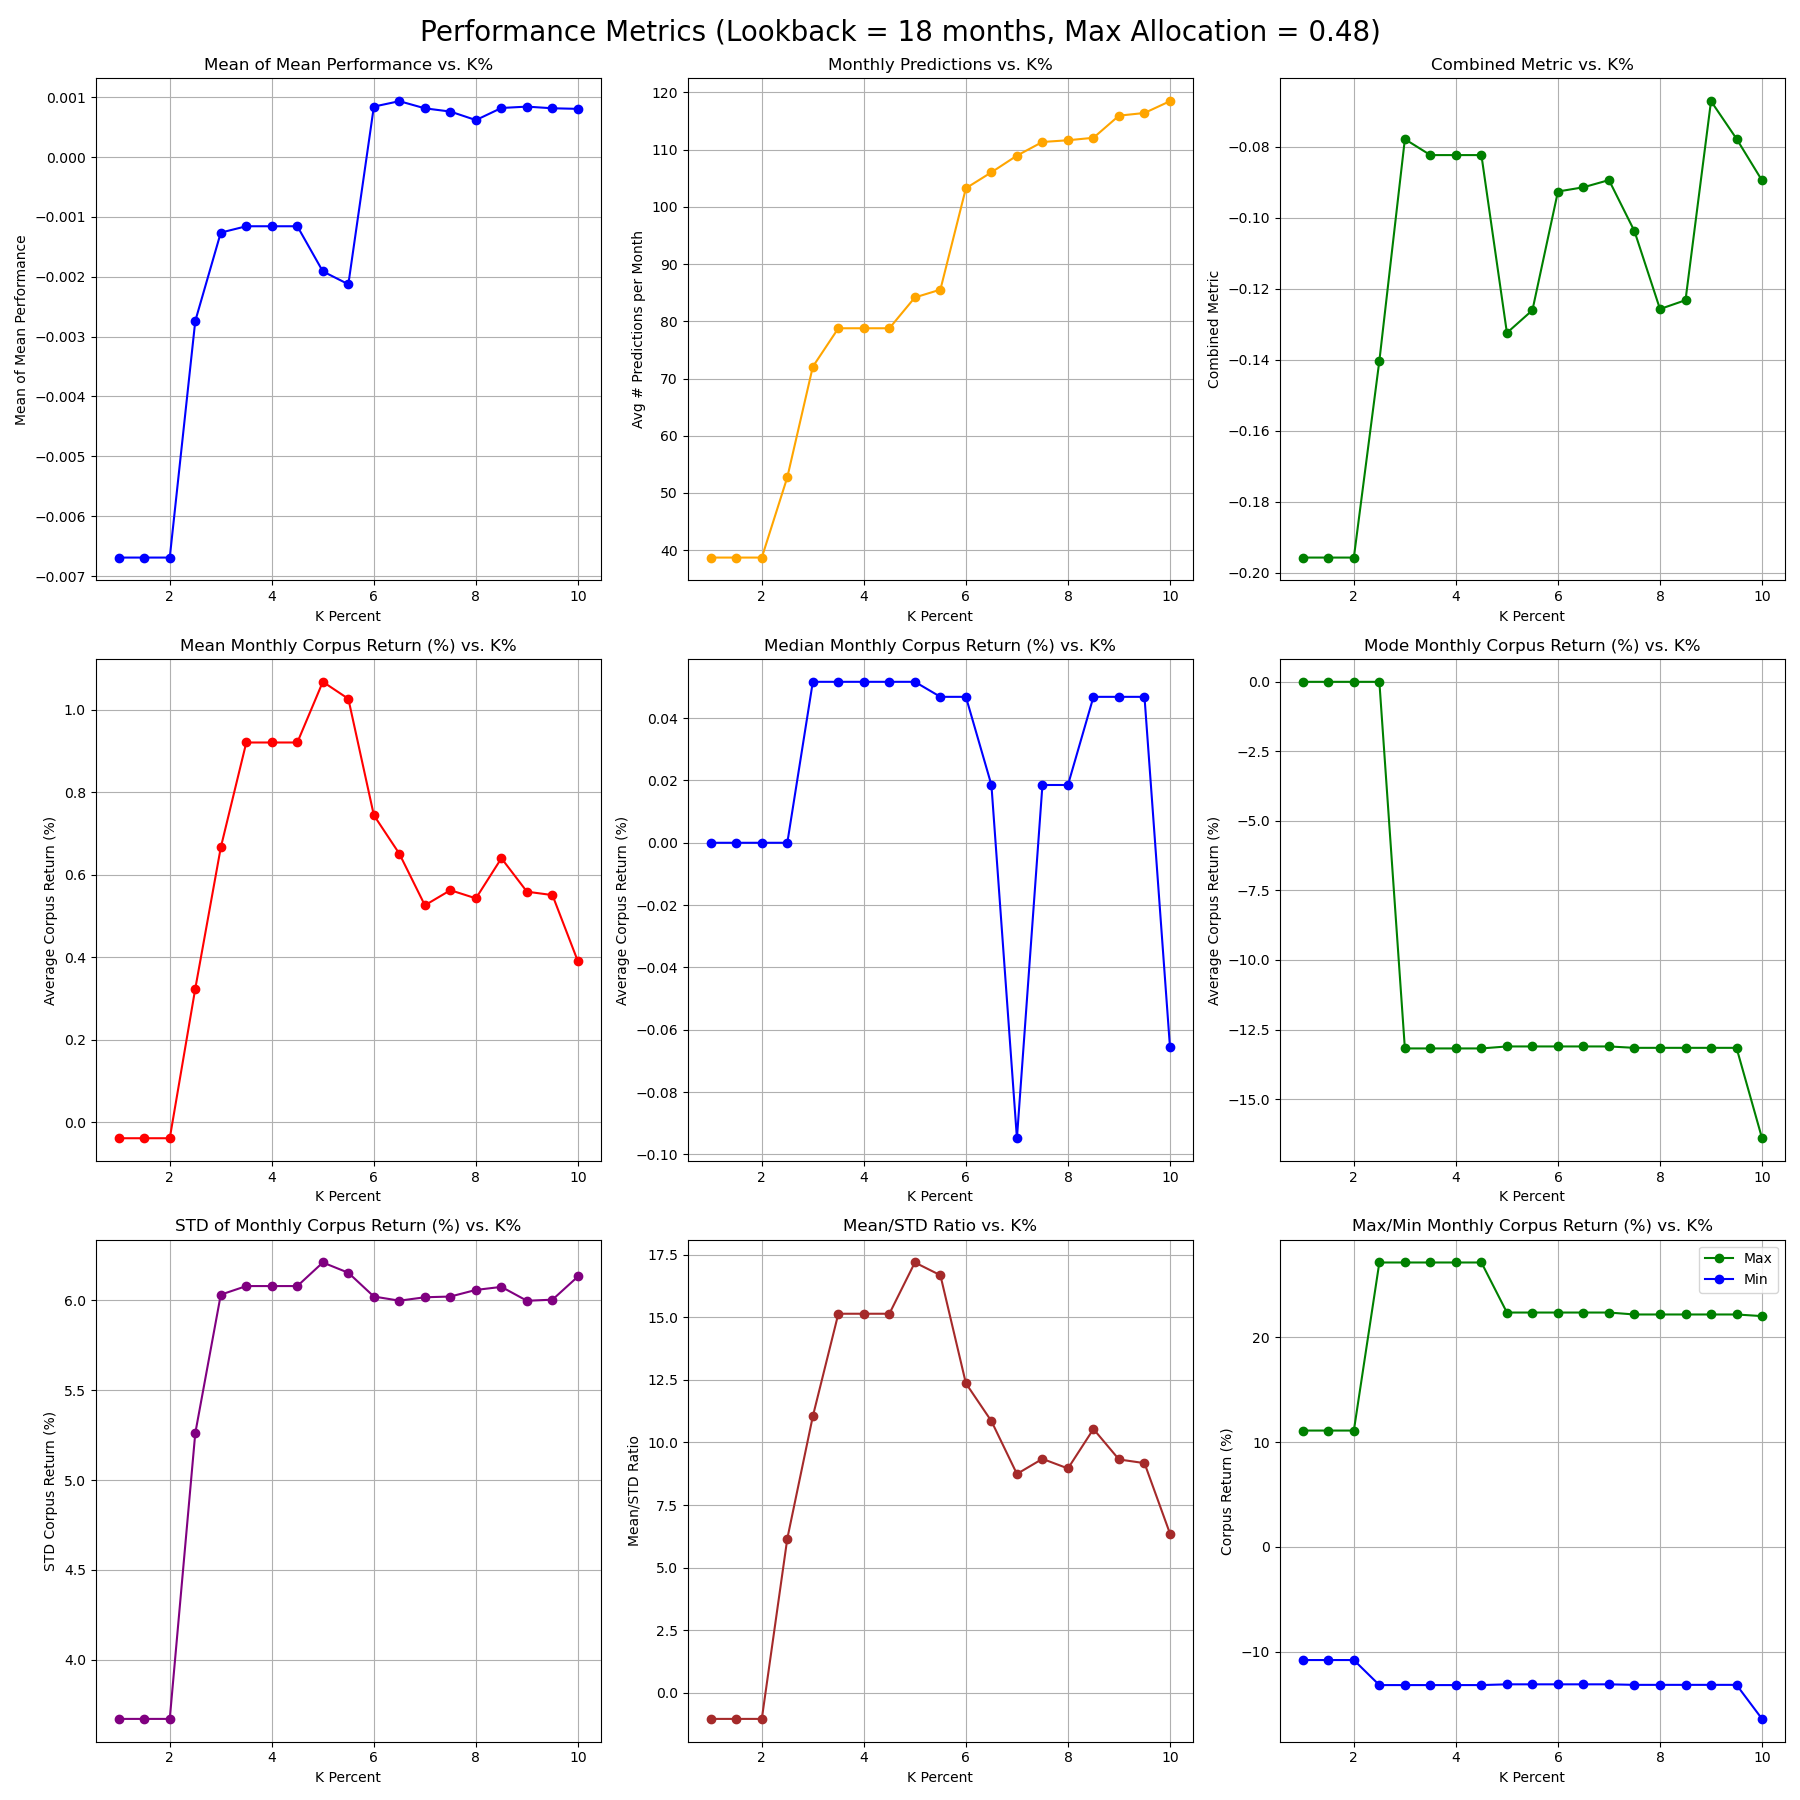 Performance Metrics (Lookback = 18 months, Max Allocation = 0.48)
Mean of Mean Performance vs. K%
Mean of Mean Performance
0.001
0.000
−0.001
−0.002
−0.003
−0.004
−0.005
−0.006
−0.007
2 4 6 8 10
K Percent
Monthly Predictions vs. K%
Avg # Predictions per Month
120
110
100
90
80
70
60
50
40
2 4 6 8 10
K Percent
Combined Metric vs. K%
Combined Metric
−0.08
−0.10
−0.12
−0.14
−0.16
−0.18
−0.20
2 4 6 8 10
K Percent
Mean Monthly Corpus Return (%) vs. K%
Average Corpus Return (%)
1.0
0.8
0.6
0.4
0.2
0.0
2 4 6 8 10
K Percent
Median Monthly Corpus Return (%) vs. K%
Average Corpus Return (%)
0.04
0.02
0.00
−0.02
−0.04
−0.06
−0.08
−0.10
2 4 6 8 10
K Percent
Mode Monthly Corpus Return (%) vs. K%
Average Corpus Return (%)
0.0
−2.5
−5.0
−7.5
−10.0
−12.5
−15.0
2 4 6 8 10
K Percent
STD of Monthly Corpus Return (%) vs. K%
STD Corpus Return (%)
6.0
5.5
5.0
4.5
4.0
2 4 6 8 10
K Percent
Mean/STD Ratio vs. K%
Mean/STD Ratio
17.5
15.0
12.5
10.0
7.5
5.0
2.5
0.0
2 4 6 8 10
K Percent
Max/Min Monthly Corpus Return (%) vs. K%
Corpus Return (%)
Max
Min
20
10
0
−10
2 4 6 8 10
K Percent